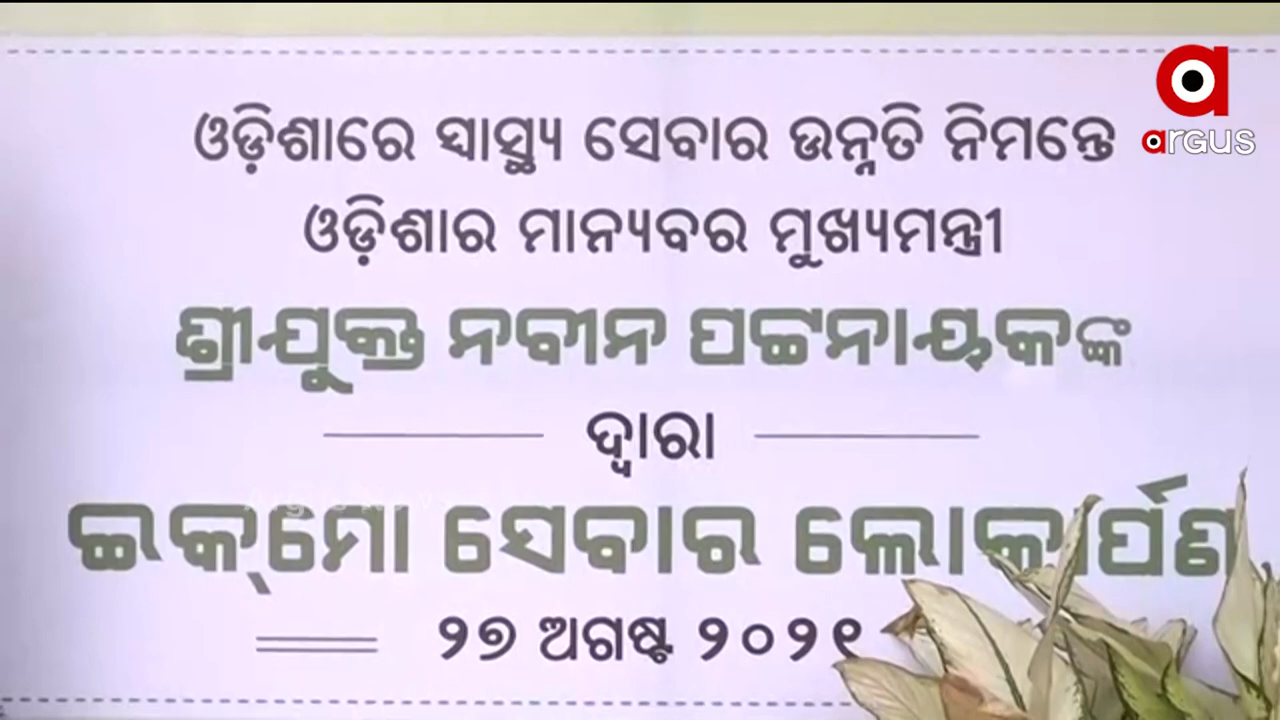 ଓଡ଼ିଶାରେ ସ୍ୱାସ୍ଥ୍ୟ ସେବାର ଉନ୍ନତି ନିମନ୍ତେ
ଓଡ଼ିଶାର ମାନ୍ୟବର ମୁଖ୍ୟମନ୍ତ୍ରୀ
ଶ୍ରୀଯୁକ୍ତ ନବୀନ ପଟ୍ଟନାୟକଙ୍କ
ଦ୍ୱାରା
ଇକ୍‌ମୋ ସେବାର ଲୋକାର୍ପଣ
୨୭ ଅଗଷ୍ଟ ୨୦୨୧
argus